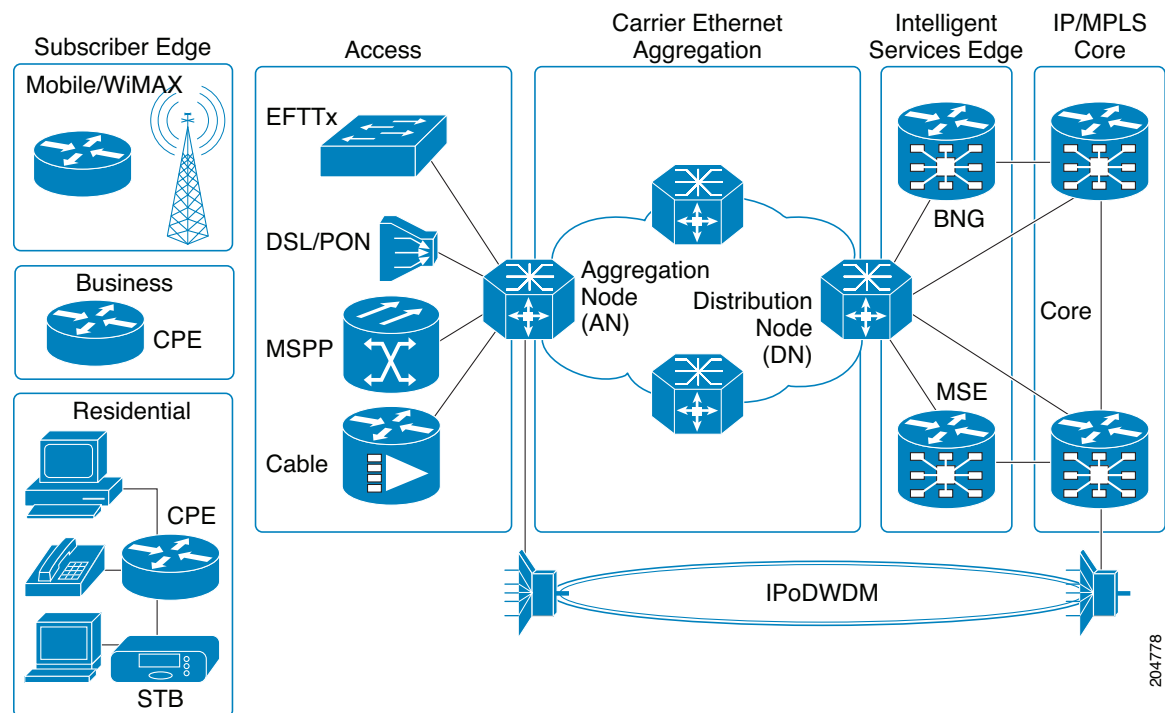 Subscriber Edge
Mobile/WiMAX
Business
CPE
Residential
CPE
STB
Access
EFTTx
DSL/PON
MSPP
Cable
Carrier Ethernet
Aggregation
Aggregation
Node
(AN)
Distribution
Node
(DN)
Intelligent
Services Edge
BNG
MSE
IP/MPLS
Core
Core
IPoDWDM
204778